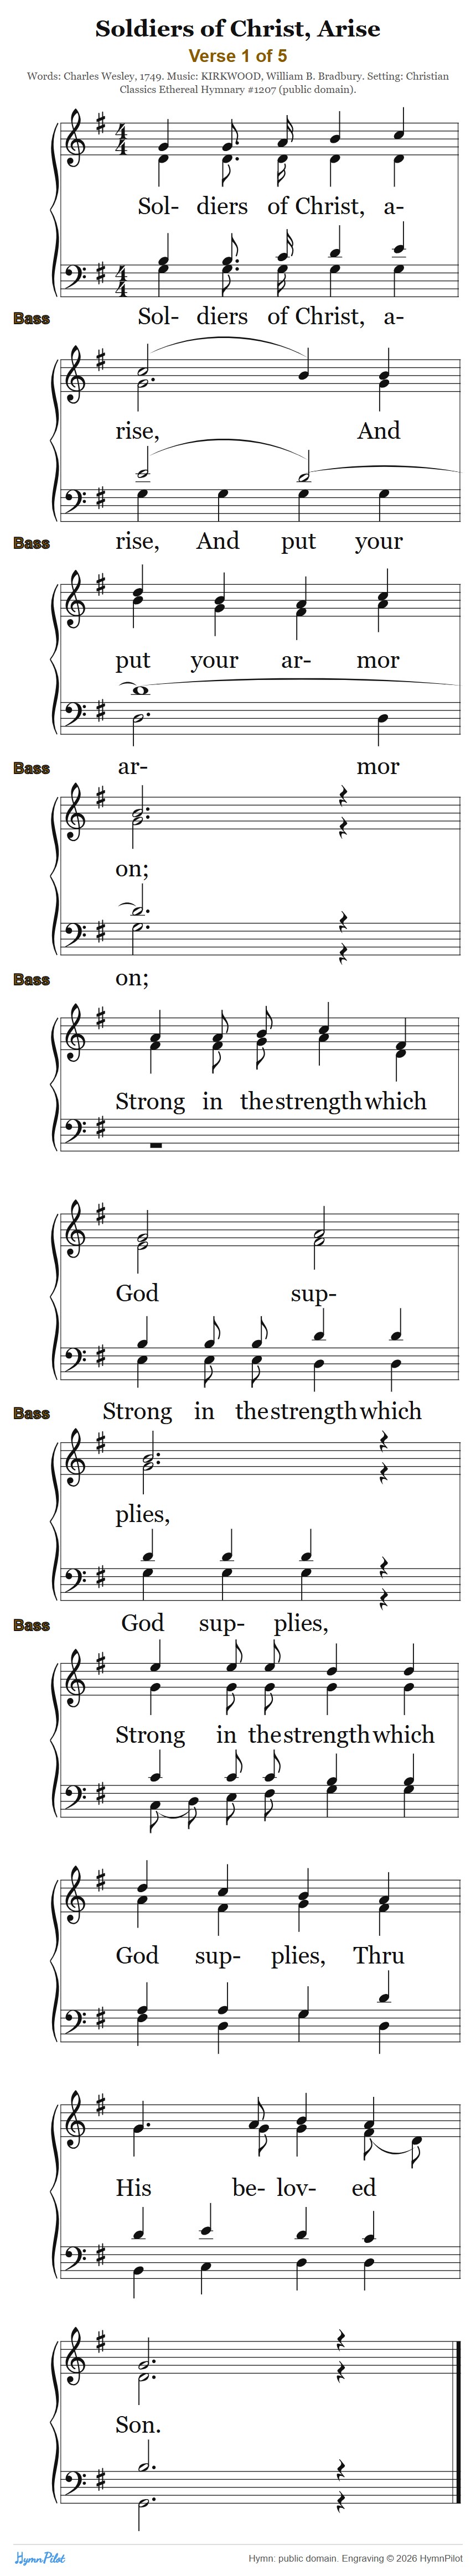 Soldiers of Christ, Arise
Verse 1 of 5
Words: Charles Wesley, 1749. Music: KIRKWOOD, William B. Bradbury. Setting: Christian
Classics Ethereal Hymnary #1207 (public domain).
Sol- diers of Christ, a-
Bass Sol- diers of Christ, a-
rise, And
Bass rise, And put your
put your ar- mor
Bass ar- mor
on;
Bass on;
Strong in the strength which
God sup-
Bass Strong in the strength which
plies,
Bass God sup- plies,
Strong in the strength which
God sup- plies, Thru
His be- lov- ed
Son.
HymnPilot
Hymn: public domain. Engraving © 2026 HymnPilot